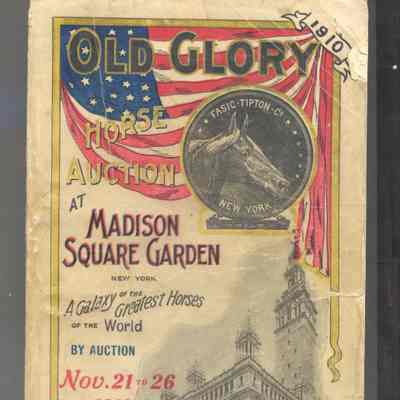 OLD GLORY
1910
HORSE
AUCTION
FASIG-TIPTON-CO
NEW YORK
AT
MADISON
SQUARE GARDEN
NEW YORK
A Galaxy OF THE Greatest Horses
OF THE World
BY AUCTION
Nov. 21 TO 26